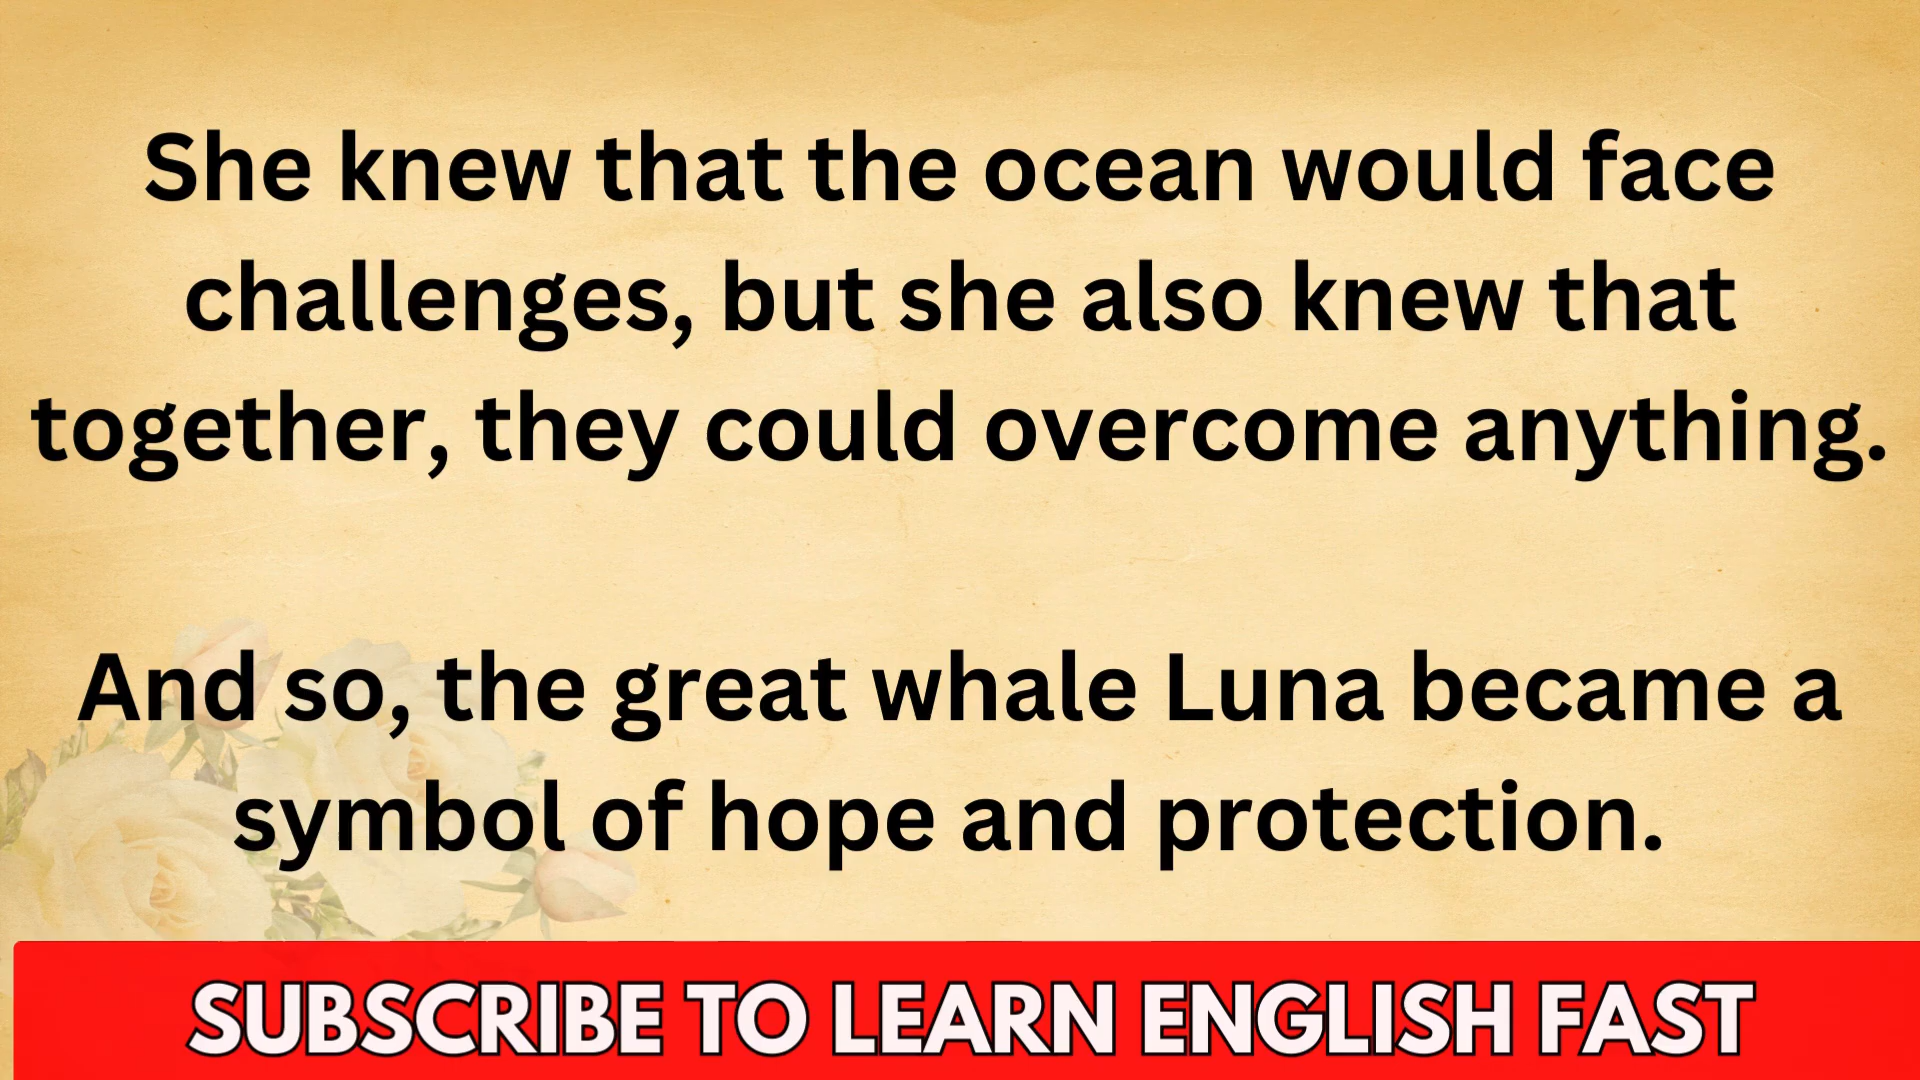 She knew that the ocean would face
challenges, but she also knew that
together, they could overcome anything.
And so, the great whale Luna became a
symbol of hope and protection.
SUBSCRIBE TO LEARN ENGLISH FAST